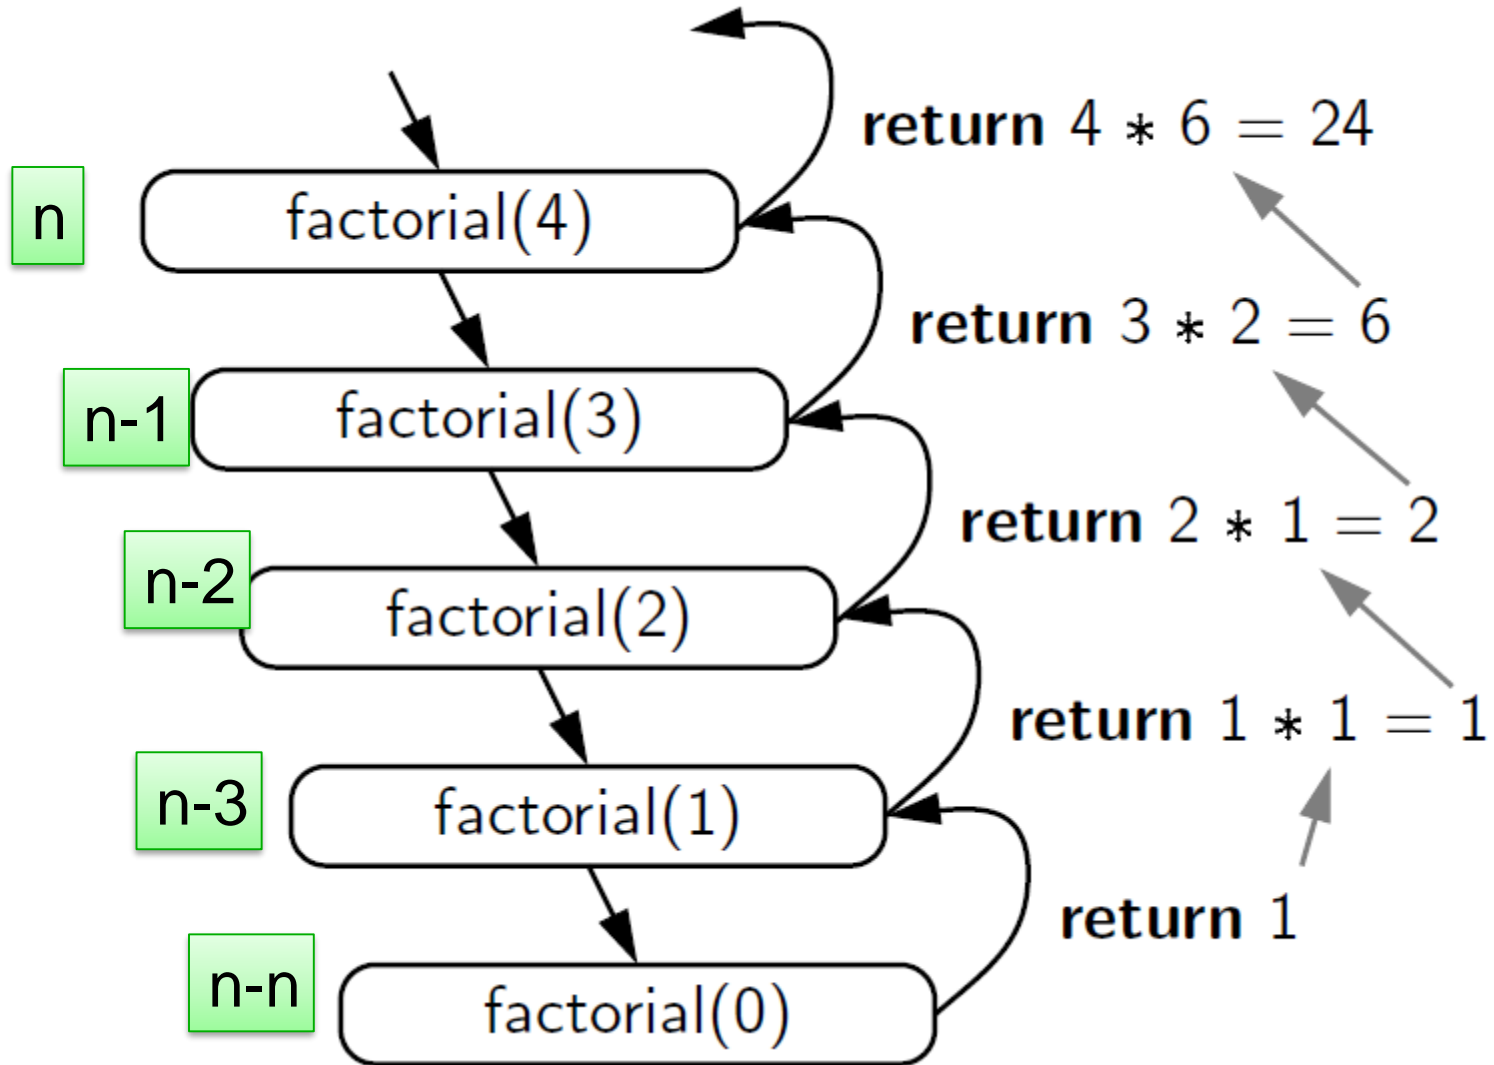 return 4 * 6 = 24
n factorial(4)
return 3 * 2 = 6
n-1 factorial(3)
return 2 * 1 = 2
n-2 factorial(2)
return 1 * 1 = 1
n-3 factorial(1)
return 1
n-n factorial(0)